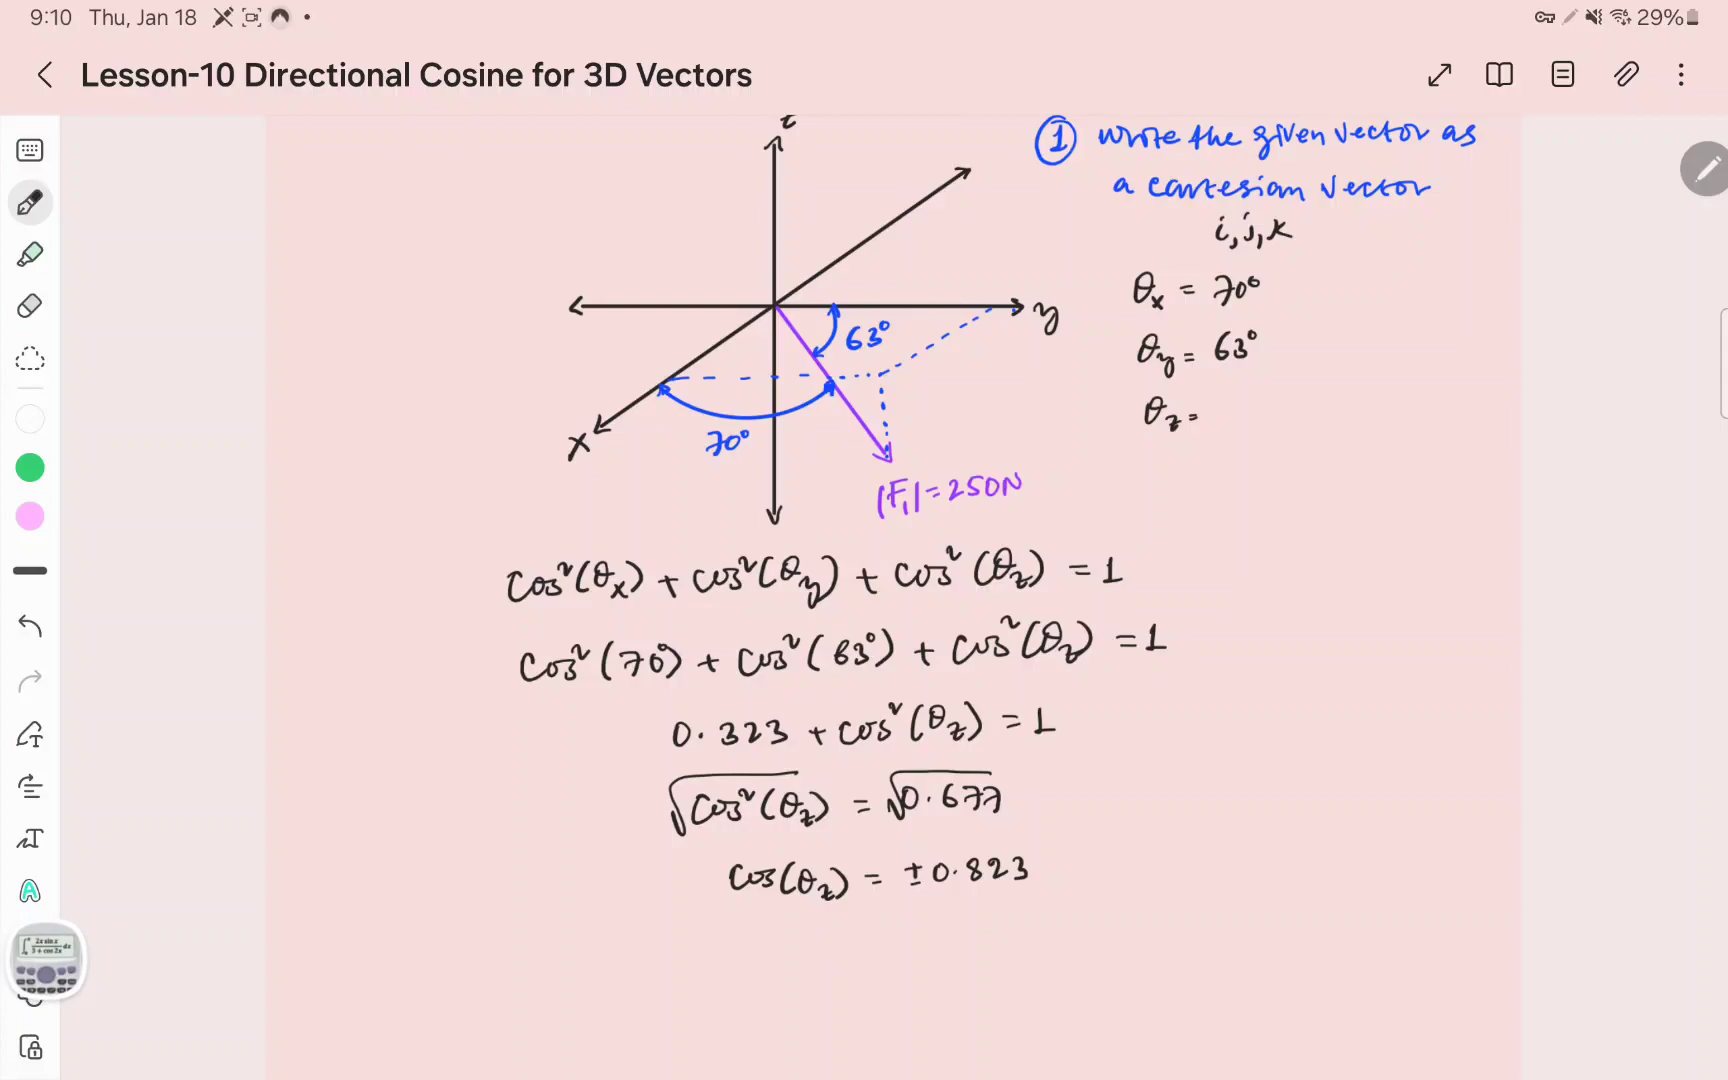 9:10 Thu, Jan 18 29%
Lesson-10 Directional Cosine for 3D Vectors
① write the given vector as
a cartesian vector
i, j, k
z
θx = 70°
θy = 63°
θz =
y
63°
x
70°
|F₁| = 250N
cos²(θx) + cos²(θy) + cos²(θz) = 1
cos²(70°) + cos²(63°) + cos²(θz) = 1
0.323 + cos²(θz) = 1
√cos²(θz) = √0.677
cos(θz) = ±0.823